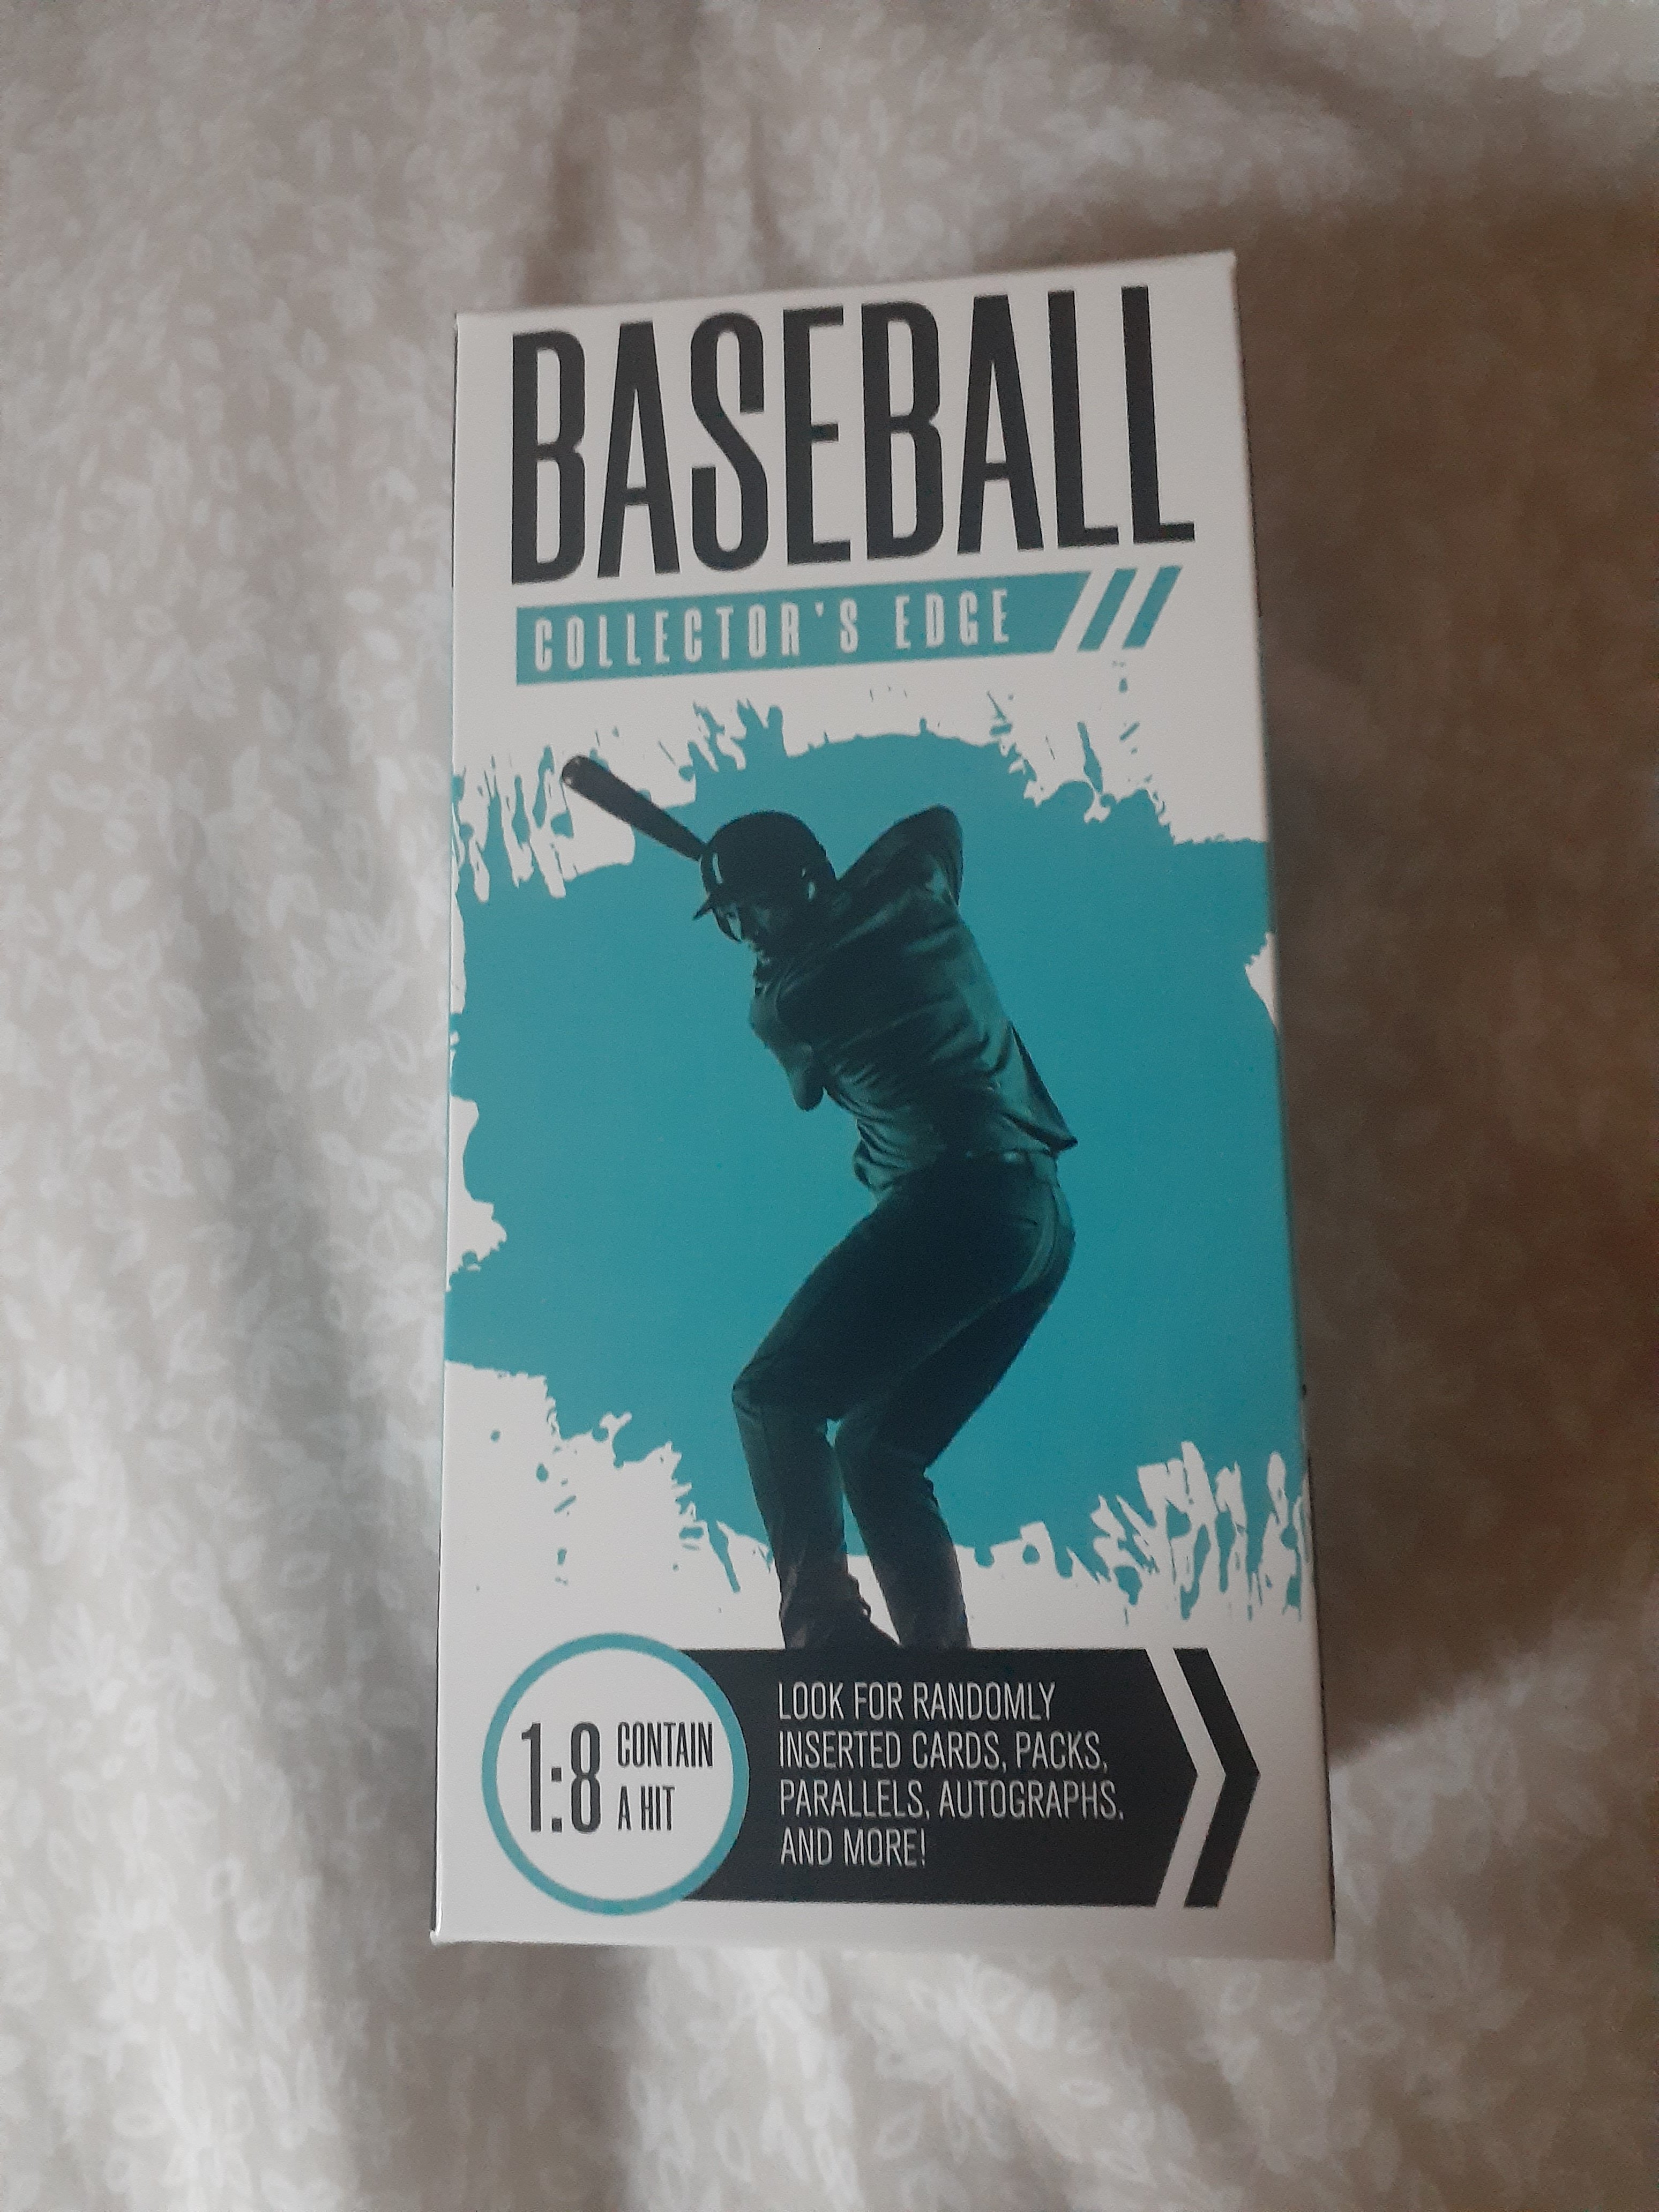 BASEBALL
COLLECTOR'S EDGE
1:8 CONTAIN
A HIT
LOOK FOR RANDOMLY
INSERTED CARDS, PACKS,
PARALLELS, AUTOGRAPHS,
AND MORE!